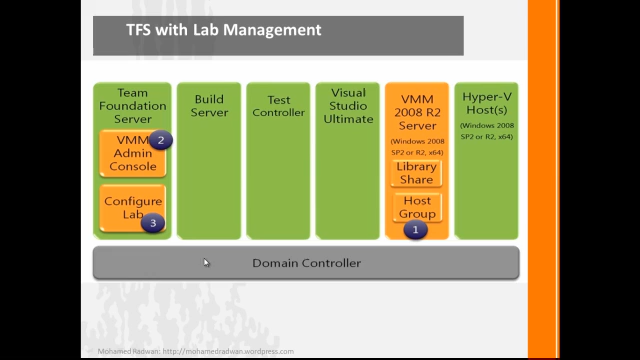 TFS with Lab Management
Team
Foundation
Server
VMM
Admin
Console
2
Configure
Lab
3
Build
Server
Test
Controller
Visual
Studio
Ultimate
VMM
2008 R2
Server
(Windows 2008
SP2 or R2, x64)
Library
Share
Host
Group
1
Hyper-V
Host(s)
(Windows 2008
SP2 or R2, x64)
Domain Controller
Mohamed Radwan: http://mohamedradwan.wordpress.com